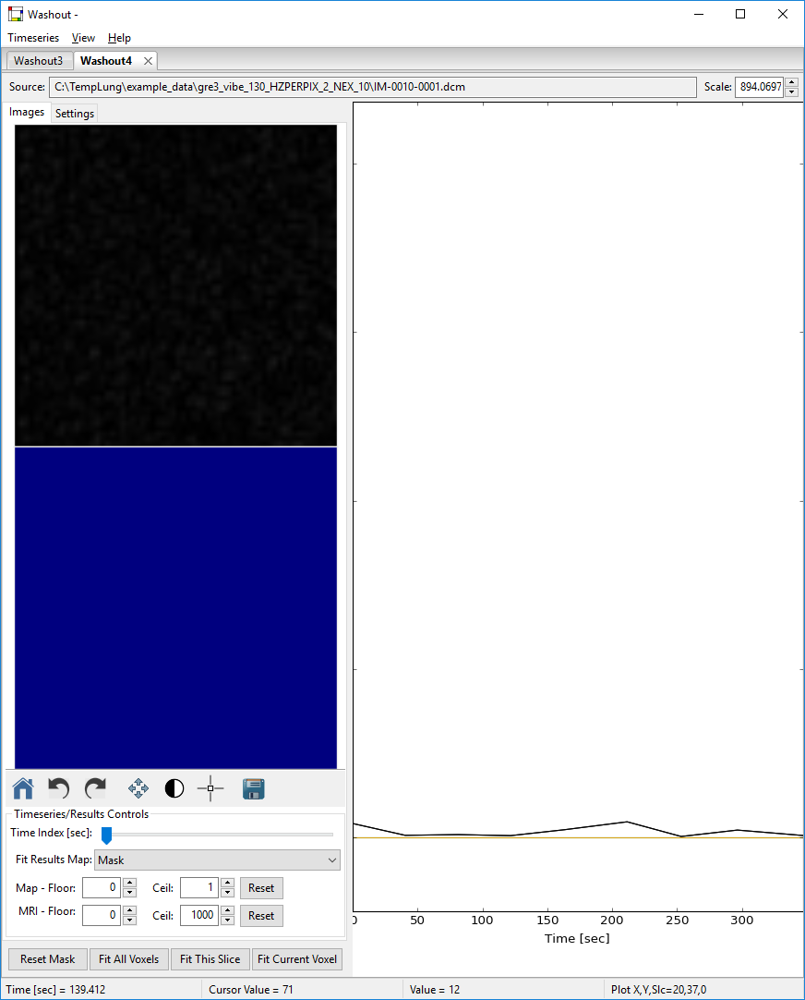 Washout -
Timeseries View Help
Washout3 Washout4
Source: C:\TempLung\example_data\gre3_vibe_130_HZPERPIX_2_NEX_10\IM-0010-0001.dcm Scale: 894.0697
Images Settings
Timeseries/Results Controls
Time Index [sec]:
Fit Results Map: Mask
Map - Floor: 0 Ceil: 1 Reset
MRI - Floor: 0 Ceil: 1000 Reset
Reset Mask Fit All Voxels Fit This Slice Fit Current Voxel
0 50 100 150 200 250 300
Time [sec]
Time [sec] = 139.412 Cursor Value = 71 Value = 12 Plot X,Y,Slc=20,37,0